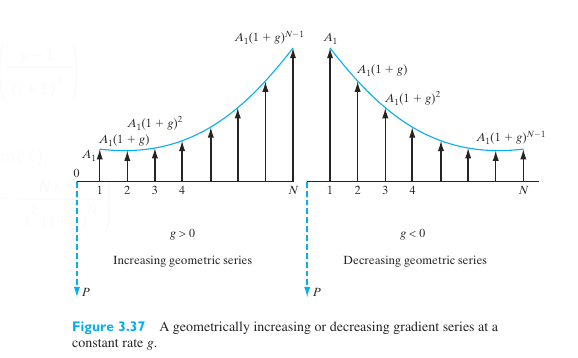 A₁(1 + g)ᴺ⁻¹ A₁
A₁(1 + g)
A₁(1 + g)²
A₁(1 + g)²
A₁(1 + g)
A₁(1 + g)ᴺ⁻¹
A₁
0
1 2 3 4 N 1 2 3 4 N
g > 0 g < 0
Increasing geometric series Decreasing geometric series
P P
Figure 3.37 A geometrically increasing or decreasing gradient series at a
constant rate g.